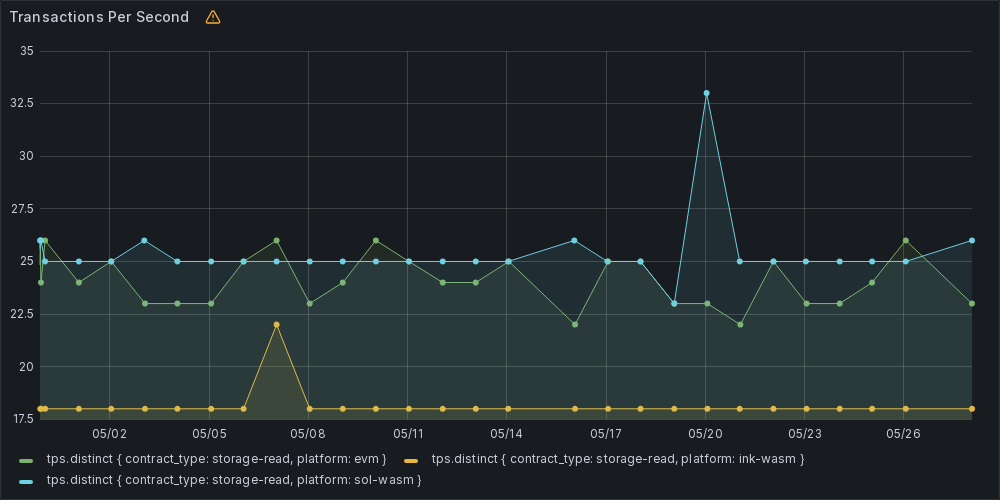 Transactions Per Second
35
32.5
30
27.5
25
22.5
20
17.5
05/02 05/05 05/08 05/11 05/14 05/17 05/20 05/23 05/26
tps.distinct { contract_type: storage-read, platform: evm } tps.distinct { contract_type: storage-read, platform: ink-wasm }
tps.distinct { contract_type: storage-read, platform: sol-wasm }